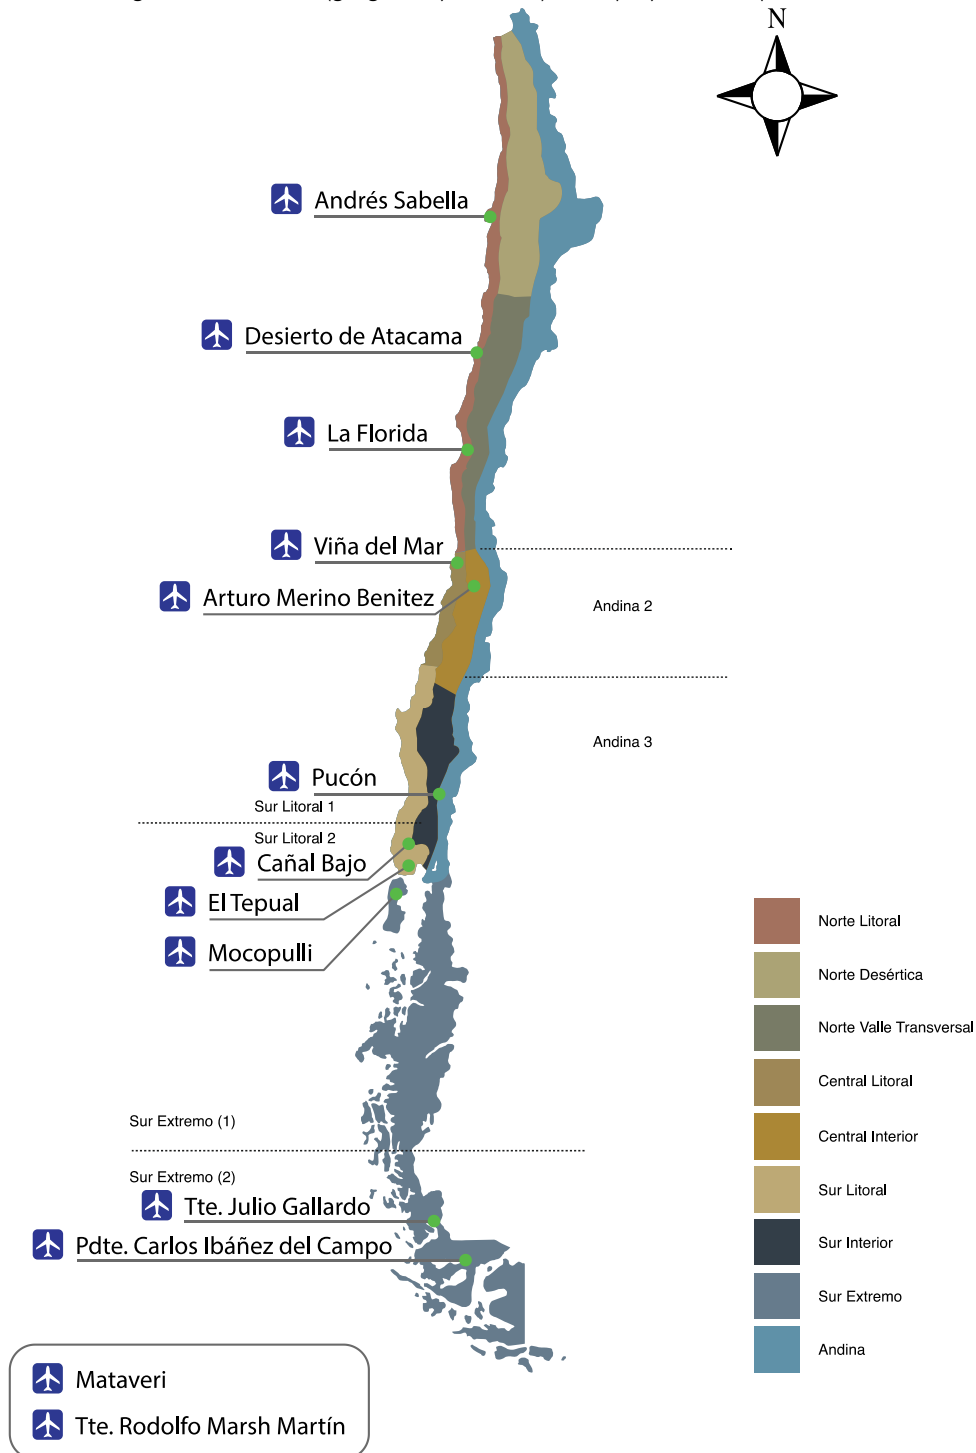 N
Andrés Sabella
Desierto de Atacama
La Florida
Viña del Mar
Arturo Merino Benitez
Andina 2
Andina 3
Pucón
Sur Litoral 1
Sur Litoral 2
Cañal Bajo
El Tepual
Mocopulli
Sur Extremo (1)
Sur Extremo (2)
Tte. Julio Gallardo
Pdte. Carlos Ibáñez del Campo
Norte Litoral
Norte Desértica
Norte Valle Transversal
Central Litoral
Central Interior
Sur Litoral
Sur Interior
Sur Extremo
Andina
Mataveri
Tte. Rodolfo Marsh Martín